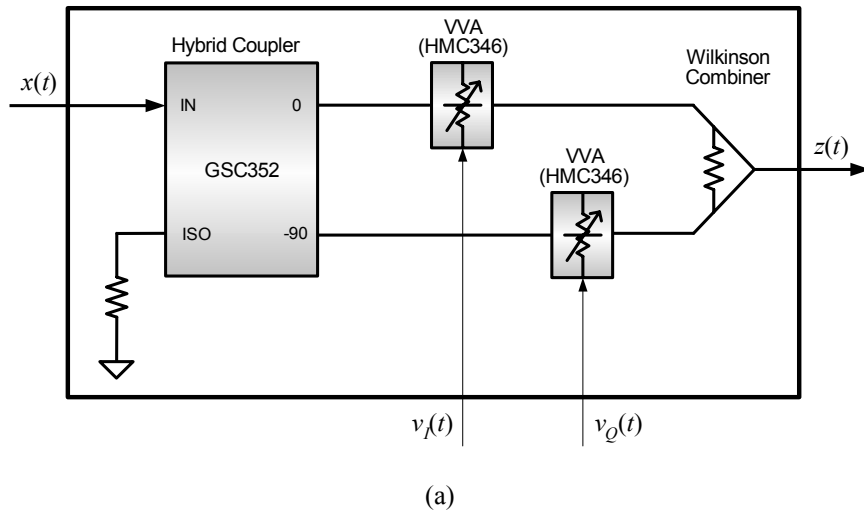 Hybrid Coupler
VVA
(HMC346)
Wilkinson
Combiner
x(t)
IN
0
GSC352
VVA
(HMC346)
z(t)
ISO
-90
v_I(t)
v_Q(t)
(a)